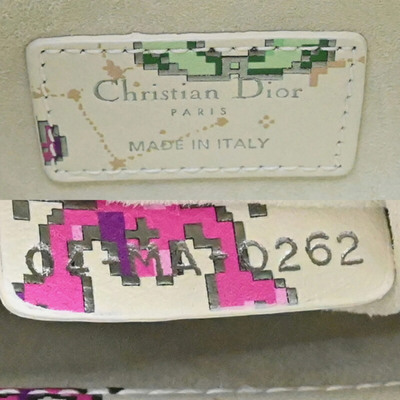 Christian Dior
PARIS
MADE IN ITALY
04-MA-0262